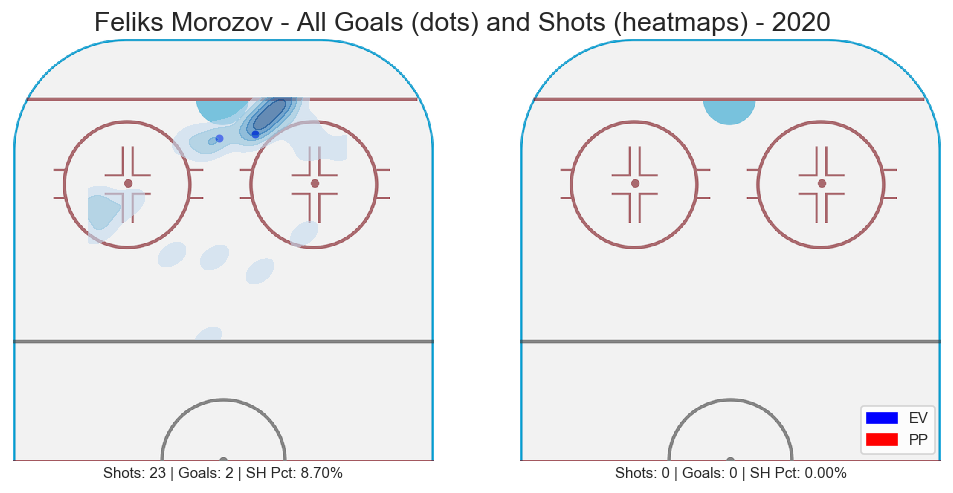 Feliks Morozov - All Goals (dots) and Shots (heatmaps) - 2020
EV
PP
Shots: 23 | Goals: 2 | SH Pct: 8.70%
Shots: 0 | Goals: 0 | SH Pct: 0.00%